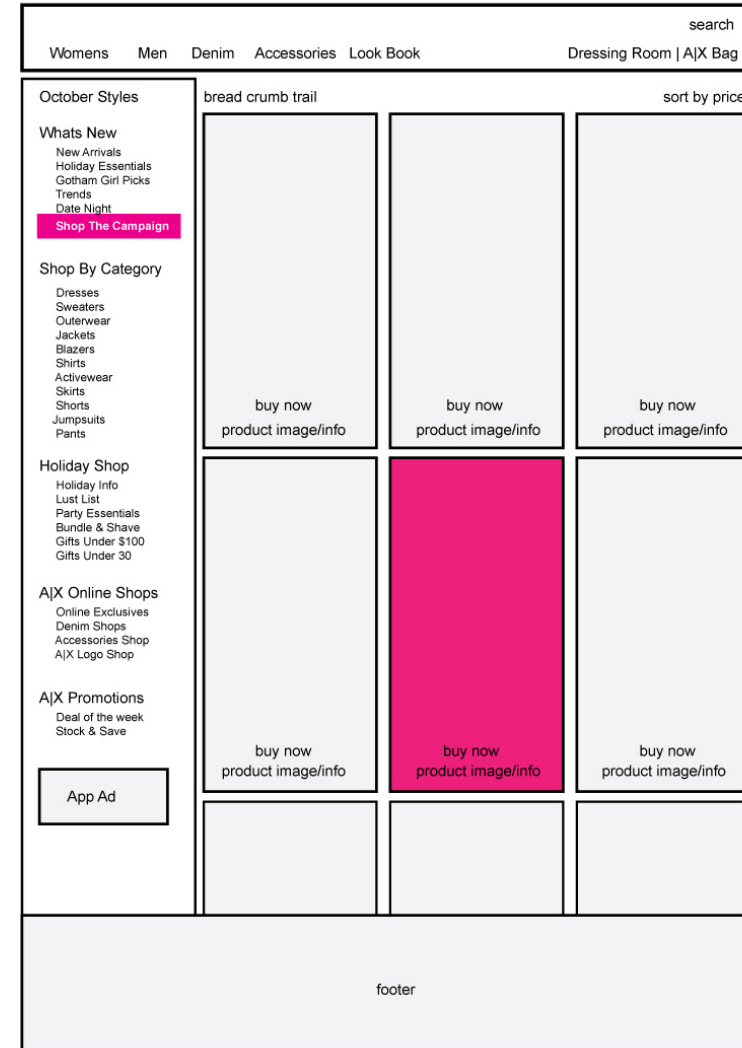 search
Womens Men Denim Accessories Look Book Dressing Room | A|X Bag
October Styles
Whats New
New Arrivals
Holiday Essentials
Gotham Girl Picks
Trends
Date Night
Shop The Campaign
Shop By Category
Dresses
Sweaters
Outerwear
Jackets
Blazers
Shirts
Activewear
Skirts
Shorts
Jumpsuits
Pants
Holiday Shop
Holiday Info
Lust List
Party Essentials
Bundle & Shave
Gifts Under $100
Gifts Under 30
A|X Online Shops
Online Exclusives
Denim Shops
Accessories Shop
A|X Logo Shop
A|X Promotions
Deal of the week
Stock & Save
App Ad
bread crumb trail sort by price
buy now buy now buy now
product image/info product image/info product image/info
buy now buy now buy now
product image/info product image/info product image/info
footer